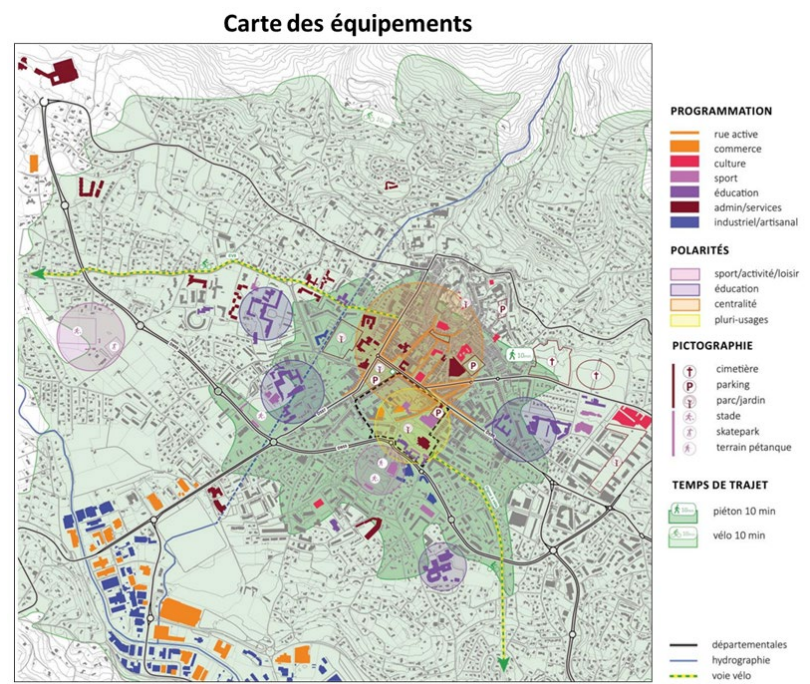 Carte des équipements
PROGRAMMATION
rue active
commerce
culture
sport
éducation
admin/services
industriel/artisanal
POLARITÉS
sport/activité/loisir
éducation
centralité
pluri-usages
PICTOGRAPHIE
cimetière
P parking
parc/jardin
stade
skatepark
terrain pétanque
TEMPS DE TRAJET
piéton 10 min
vélo 10 min
départementales
hydrographie
voie vélo
P
P
P
P
10min